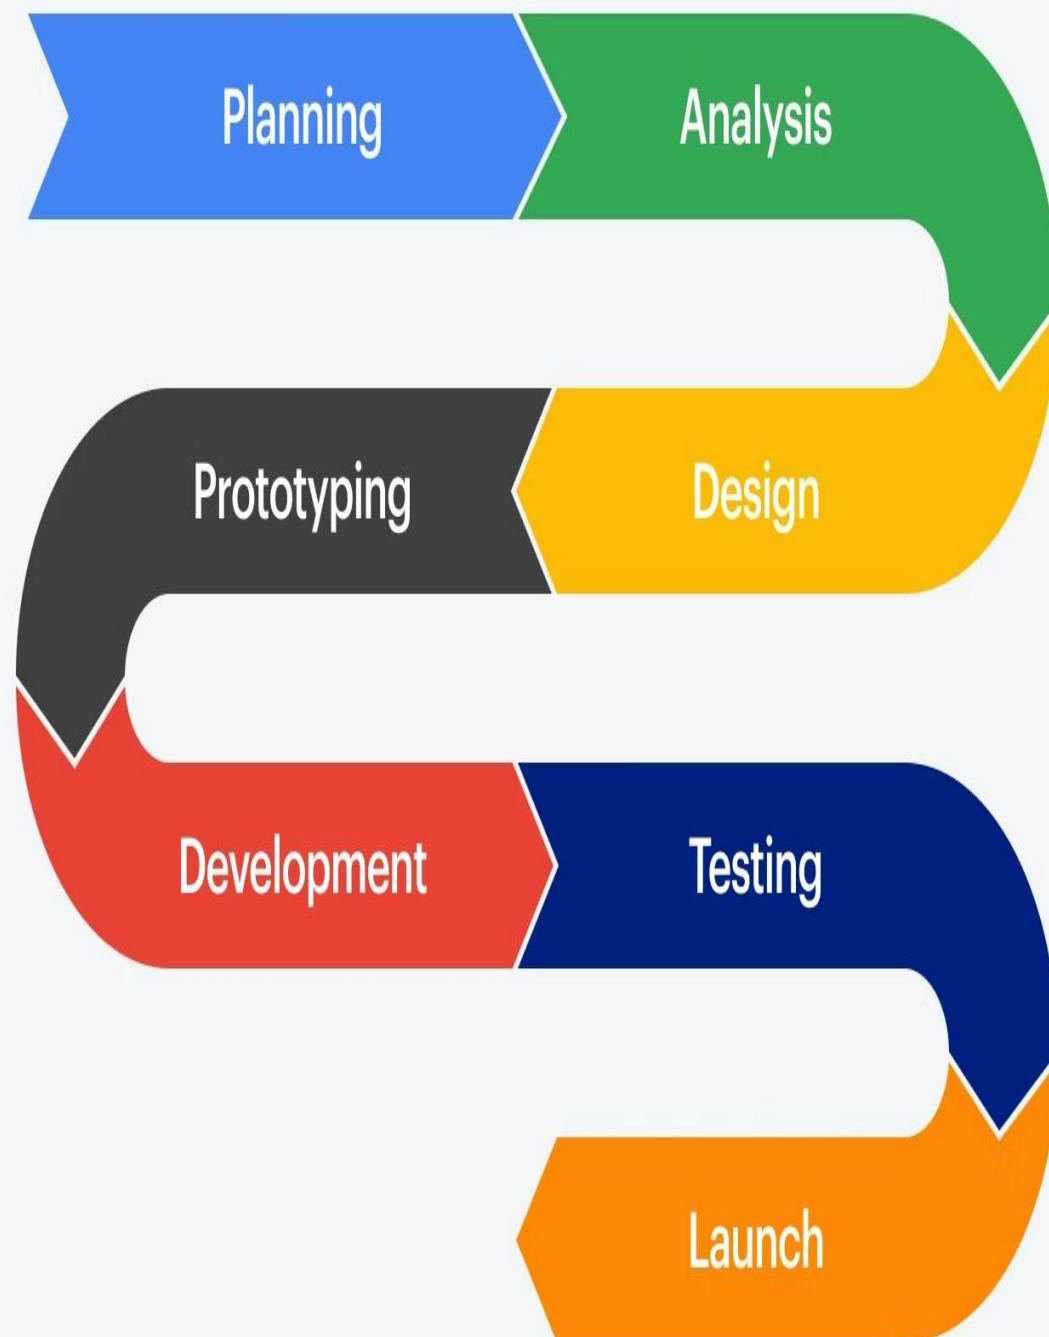 Planning
Analysis
Design
Prototyping
Development
Testing
Launch